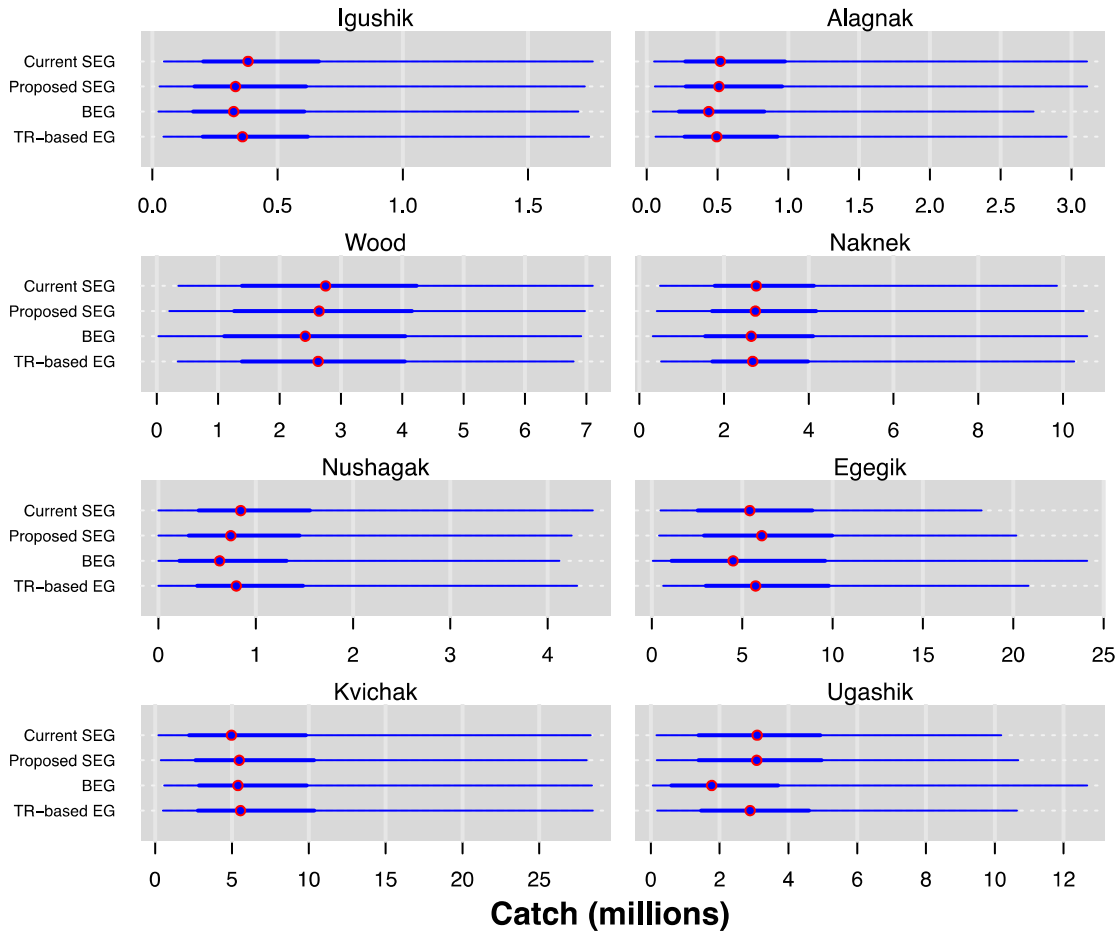 Igushik
Current SEG
Proposed SEG
BEG
TR−based EG
0.0 0.5 1.0 1.5
Alagnak
0.0 0.5 1.0 1.5 2.0 2.5 3.0
Wood
Current SEG
Proposed SEG
BEG
TR−based EG
0 1 2 3 4 5 6 7
Naknek
0 2 4 6 8 10
Nushagak
Current SEG
Proposed SEG
BEG
TR−based EG
0 1 2 3 4
Egegik
0 5 10 15 20 25
Kvichak
Current SEG
Proposed SEG
BEG
TR−based EG
0 5 10 15 20 25
Ugashik
0 2 4 6 8 10 12
Catch (millions)